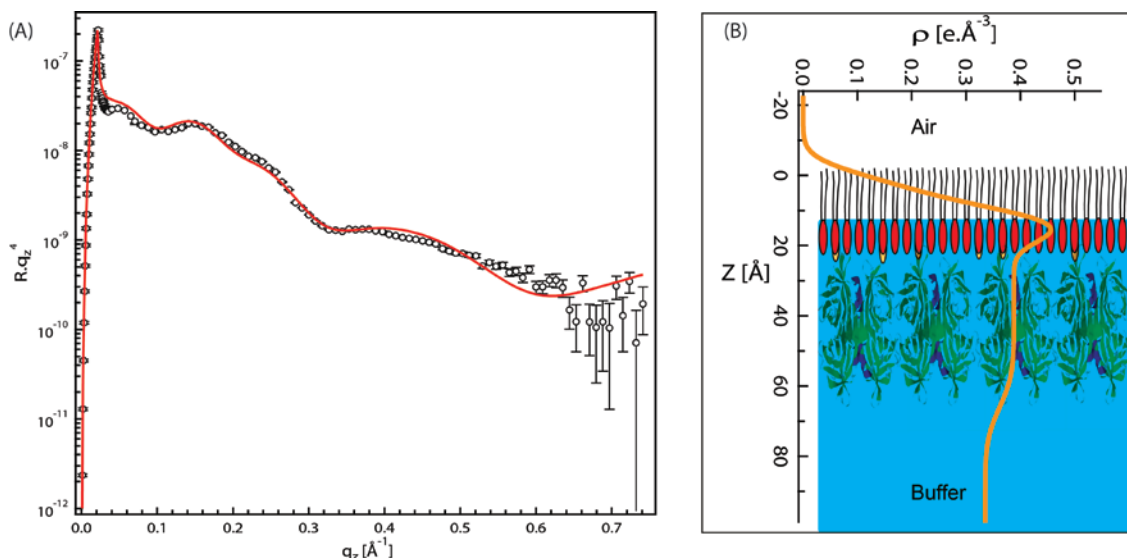 (A)
10-7
10-8
10-9
10-10
10-11
10-12
R.qz4
0.0 0.1 0.2 0.3 0.4 0.5 0.6 0.7
qz [Å-1]
(B)
ρ [e.Å-3]
0.0 0.1 0.2 0.3 0.4 0.5
-20
0
20
40
60
80
Z [Å]
Air
Buffer